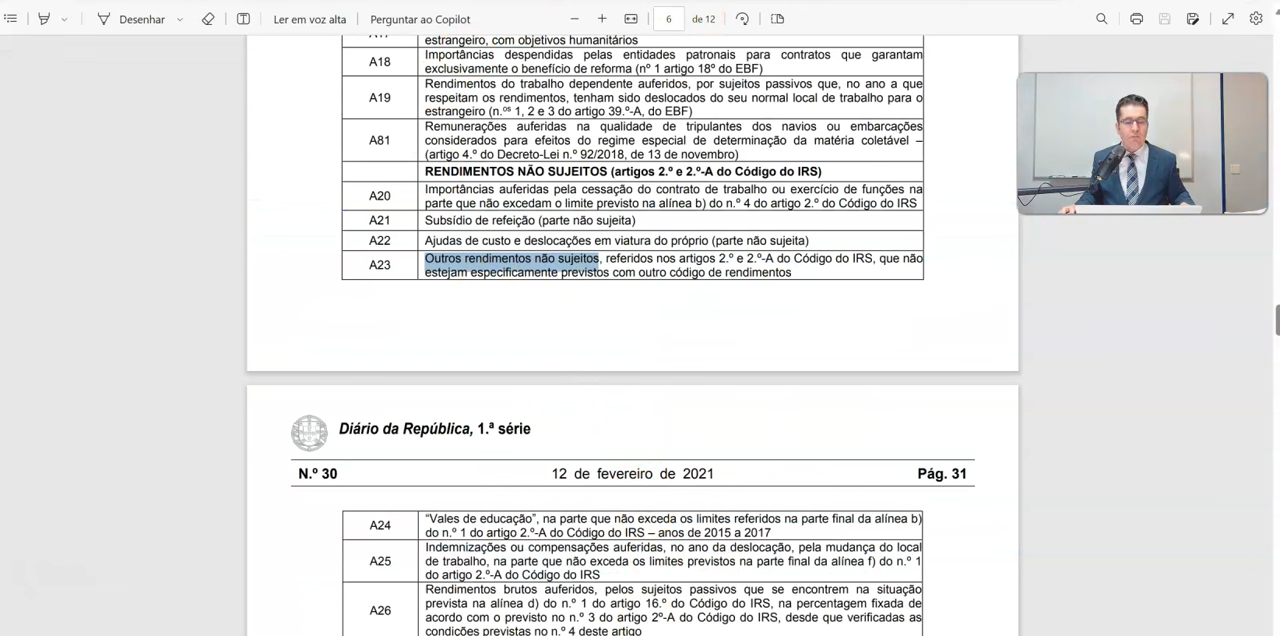 Desenhar
Ler em voz alta
Perguntar ao Copilot
6
de 12
estrangeiro, com objetivos humanitários
A18
Importâncias despendidas pelas entidades patronais para contratos que garantam
exclusivamente o benefício de reforma (nº 1 artigo 18º do EBF)
A19
Rendimentos do trabalho dependente auferidos, por sujeitos passivos que, no ano a que
respeitam os rendimentos, tenham sido deslocados do seu normal local de trabalho para o
estrangeiro (n.ºs 1, 2 e 3 do artigo 39.º-A, do EBF)
A81
Remunerações auferidas na qualidade de tripulantes dos navios ou embarcações
considerados para efeitos do regime especial de determinação da matéria coletável –
(artigo 4.º do Decreto-Lei n.º 92/2018, de 13 de novembro)
RENDIMENTOS NÃO SUJEITOS (artigos 2.º e 2.º-A do Código do IRS)
A20
Importâncias auferidas pela cessação do contrato de trabalho ou exercício de funções na
parte que não excedam o limite previsto na alínea b) do n.º 4 do artigo 2.º do Código do IRS
A21
Subsídio de refeição (parte não sujeita)
A22
Ajudas de custo e deslocações em viatura do próprio (parte não sujeita)
A23
Outros rendimentos não sujeitos, referidos nos artigos 2.º e 2.º-A do Código do IRS, que não
estejam especificamente previstos com outro código de rendimentos
Diário da República, 1.ª série
N.º 30
12 de fevereiro de 2021
Pág. 31
A24
“Vales de educação”, na parte que não exceda os limites referidos na parte final da alínea b)
do n.º 1 do artigo 2.º-A do Código do IRS – anos de 2015 a 2017
A25
Indemnizações ou compensações auferidas, no ano da deslocação, pela mudança do local
de trabalho, na parte que não exceda os limites previstos na parte final da alínea f) do n.º 1
do artigo 2.º-A do Código do IRS
A26
Rendimentos brutos auferidos, pelos sujeitos passivos que se encontrem na situação
prevista na alínea d) do n.º 1 do artigo 16.º do Código do IRS, na percentagem fixada de
acordo com o previsto no n.º 3 do artigo 2º-A do Código do IRS, desde que verificadas as
condições previstas no n.º 4 deste artigo